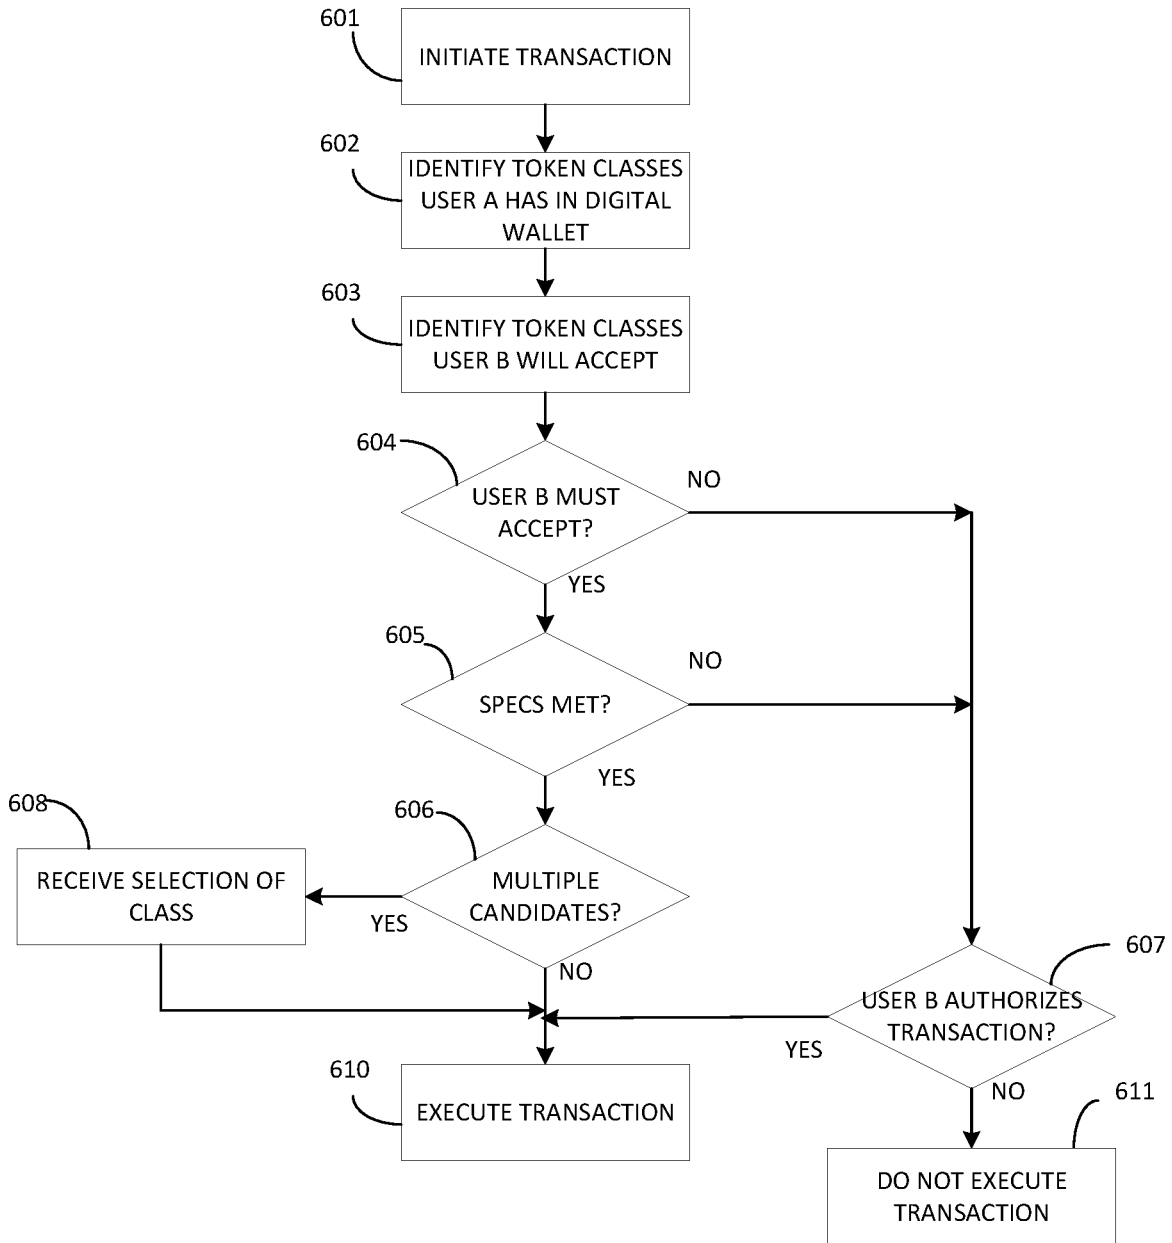 601
INITIATE TRANSACTION
602
IDENTIFY TOKEN CLASSES
USER A HAS IN DIGITAL
WALLET
603
IDENTIFY TOKEN CLASSES
USER B WILL ACCEPT
604
USER B MUST
ACCEPT?
NO
YES
605
SPECS MET?
NO
YES
606
MULTIPLE
CANDIDATES?
YES
NO
608
RECEIVE SELECTION OF
CLASS
607
USER B AUTHORIZES
TRANSACTION?
YES
NO
610
EXECUTE TRANSACTION
611
DO NOT EXECUTE
TRANSACTION